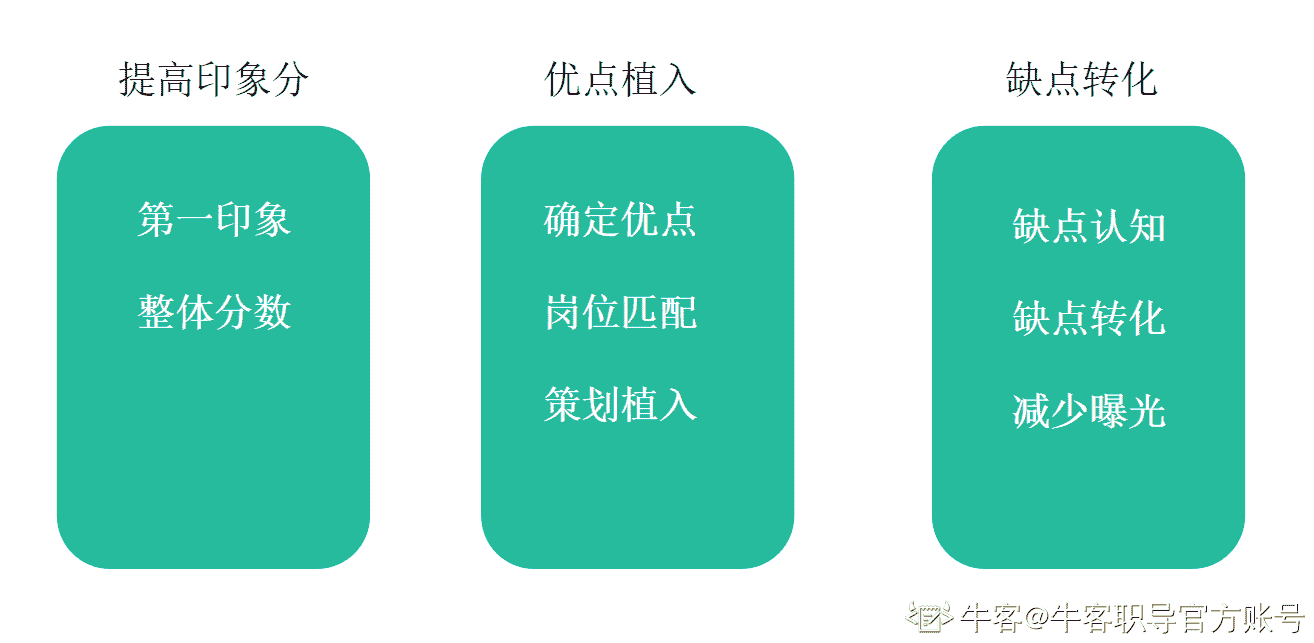 提高印象分
第一印象
整体分数
优点植入
确定优点
岗位匹配
策划植入
缺点转化
缺点认知
缺点转化
减少曝光
牛客@牛客职导官方账号